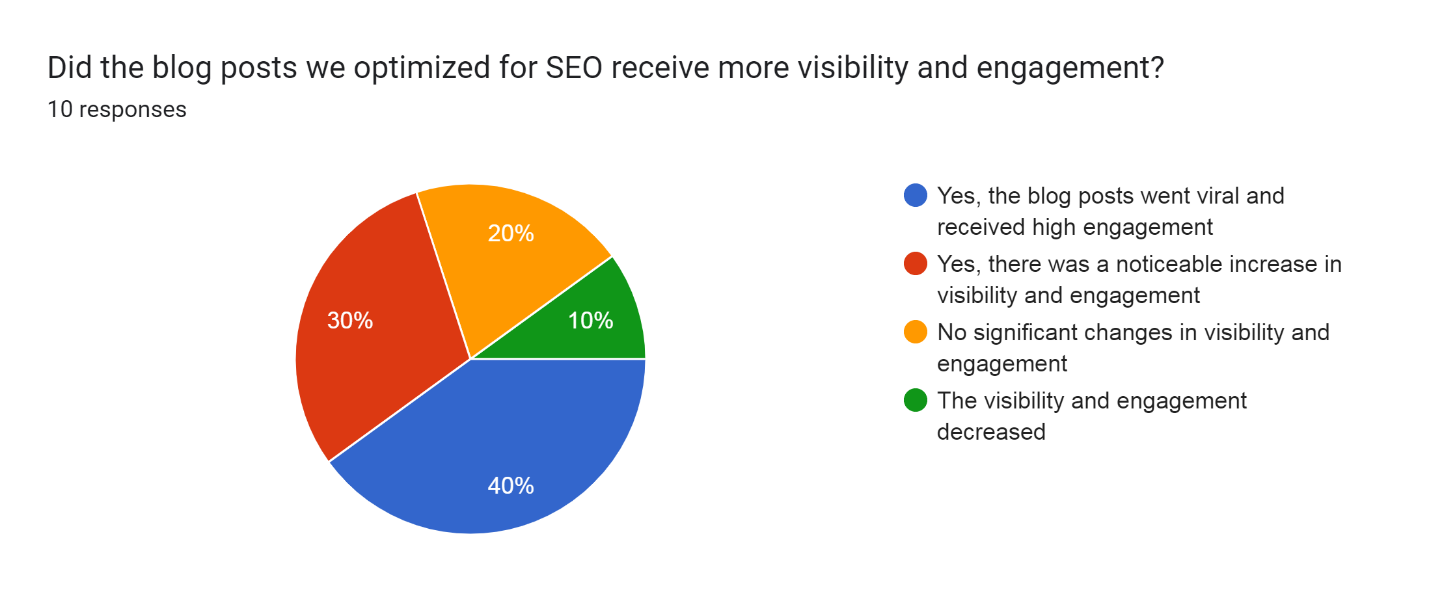 Did the blog posts we optimized for SEO receive more visibility and engagement?
10 responses
20%
10%
30%
40%
Yes, the blog posts went viral and
received high engagement
Yes, there was a noticeable increase in
visibility and engagement
No significant changes in visibility and
engagement
The visibility and engagement
decreased